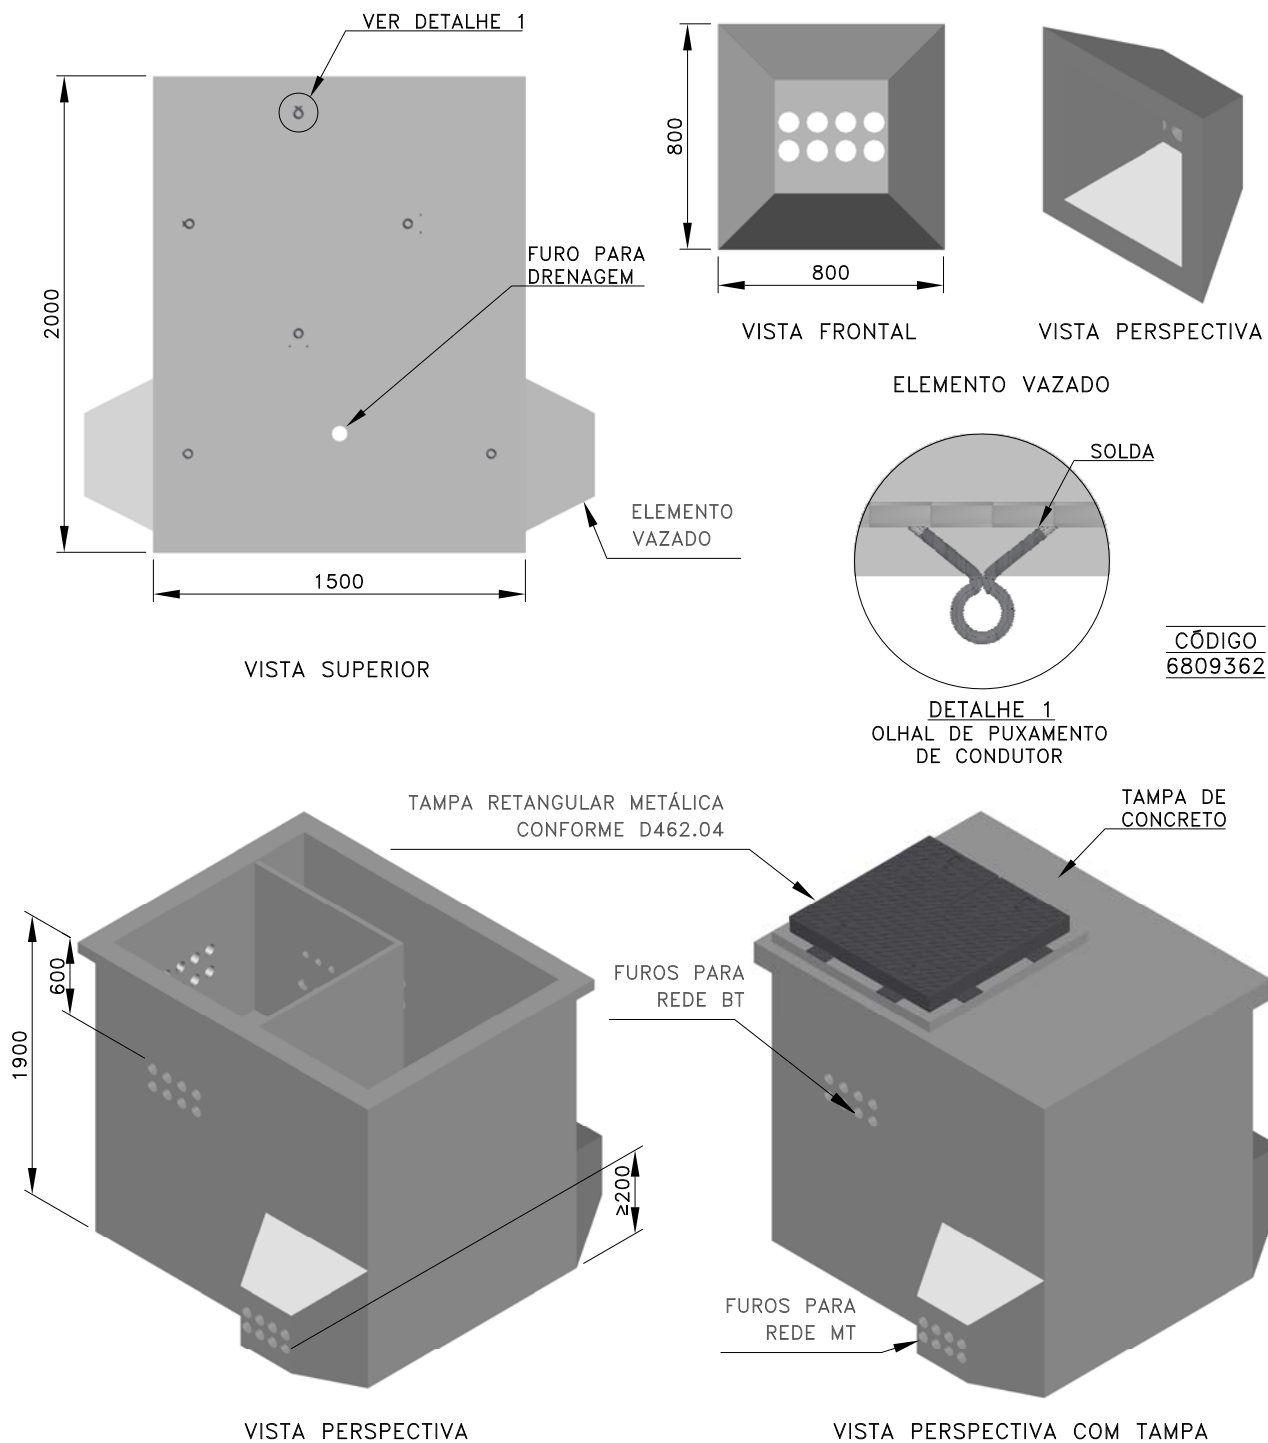 VER DETALHE 1
2000
FURO PARA
DRENAGEM
ELEMENTO
VAZADO
1500
VISTA SUPERIOR
800
800
VISTA FRONTAL
VISTA PERSPECTIVA
ELEMENTO VAZADO
SOLDA
CÓDIGO
6809362
DETALHE 1
OLHAL DE PUXAMENTO
DE CONDUTOR
TAMPA RETANGULAR METÁLICA
CONFORME D462.04
TAMPA DE
CONCRETO
600
1900
FUROS PARA
REDE BT
≥200
FUROS PARA
REDE MT
VISTA PERSPECTIVA
VISTA PERSPECTIVA COM TAMPA